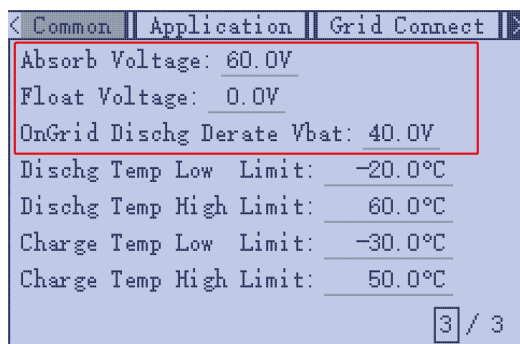 < Common Application Grid Connect >
Absorb Voltage: 60.0V
Float Voltage: 0.0V
OnGrid Dischg Derate Vbat: 40.0V
Dischg Temp Low Limit: -20.0°C
Dischg Temp High Limit: 60.0°C
Charge Temp Low Limit: -30.0°C
Charge Temp High Limit: 50.0°C
3 / 3